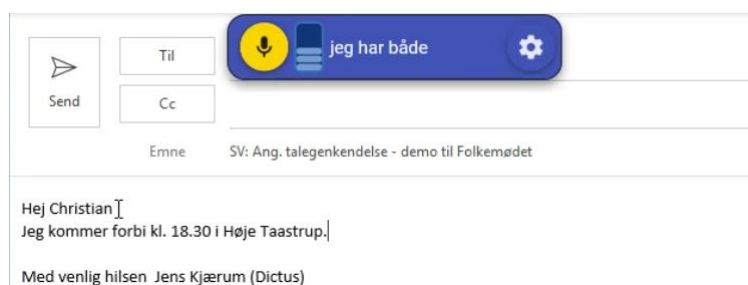 Til
jeg har både
Send
Cc
Emne
SV: Ang. talegenkendelse - demo til Folkemødet
Hej Christian
Jeg kommer forbi kl. 18.30 i Høje Taastrup.
Med venlig hilsen Jens Kjærum (Dictus)